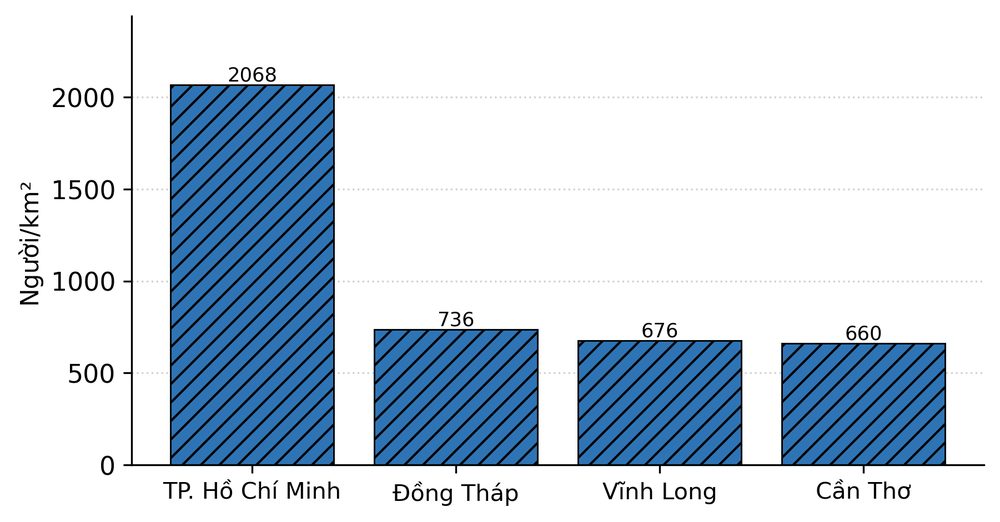 Người/km²
2000
1500
1000
500
0
2068
736
676
660
TP. Hồ Chí Minh
Đồng Tháp
Vĩnh Long
Cần Thơ